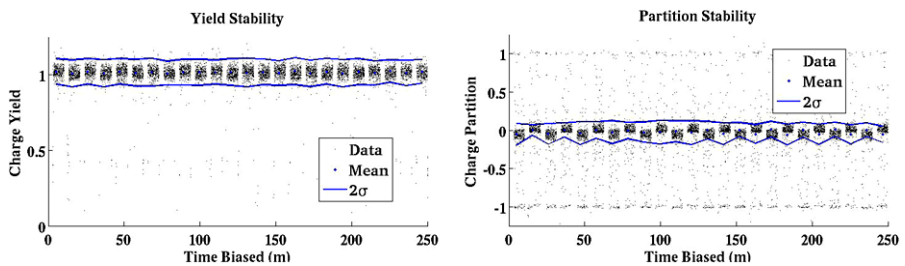 Yield Stability
1
0.5
0
Charge Yield
0 50 100 150 200 250
Time Biased (m)
Data
Mean
2σ
Partition Stability
1
0.5
0
-0.5
-1
Charge Partition
0 50 100 150 200 250
Time Biased (m)
Data
Mean
2σ